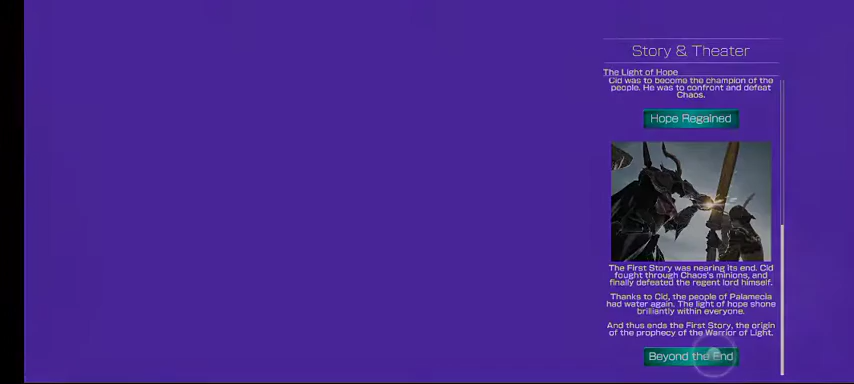 Story & Theater
The Light of Hope
Cid was to become the champion of the
people. He was to confront and defeat
Chaos.
Hope Regained
The First Story was nearing its end. Cid
fought through Chaos's minions, and
finally defeated the regent lord himself.
Thanks to Cid, the people of Palamecia
had water again. The light of hope shone
brilliantly within everyone.
And thus ends the First Story, the origin
of the prophecy of the Warrior of Light.
Beyond the End